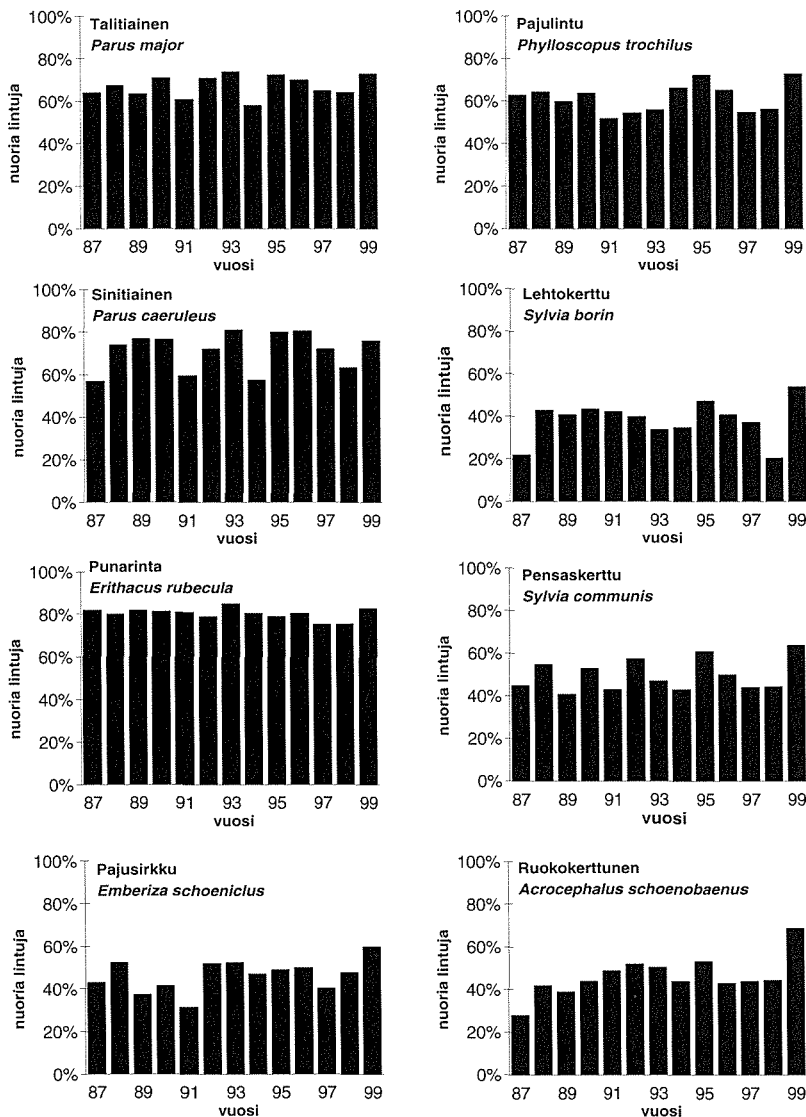 Talitiainen
Parus major
nuoria lintuja
100%
80%
60%
40%
20%
0%
87 89 91 93 95 97 99
vuosi
Pajulintu
Phylloscopus trochilus
nuoria lintuja
100%
80%
60%
40%
20%
0%
87 89 91 93 95 97 99
vuosi
Sinitiainen
Parus caeruleus
nuoria lintuja
100%
80%
60%
40%
20%
0%
87 89 91 93 95 97 99
vuosi
Lehtokerttu
Sylvia borin
nuoria lintuja
100%
80%
60%
40%
20%
0%
87 89 91 93 95 97 99
vuosi
Punarinta
Erithacus rubecula
nuoria lintuja
100%
80%
60%
40%
20%
0%
87 89 91 93 95 97 99
vuosi
Pensaskerttu
Sylvia communis
nuoria lintuja
100%
80%
60%
40%
20%
0%
87 89 91 93 95 97 99
vuosi
Pajusirkku
Emberiza schoeniclus
nuoria lintuja
100%
80%
60%
40%
20%
0%
87 89 91 93 95 97 99
vuosi
Ruokokerttunen
Acrocephalus schoenobaenus
nuoria lintuja
100%
80%
60%
40%
20%
0%
87 89 91 93 95 97 99
vuosi